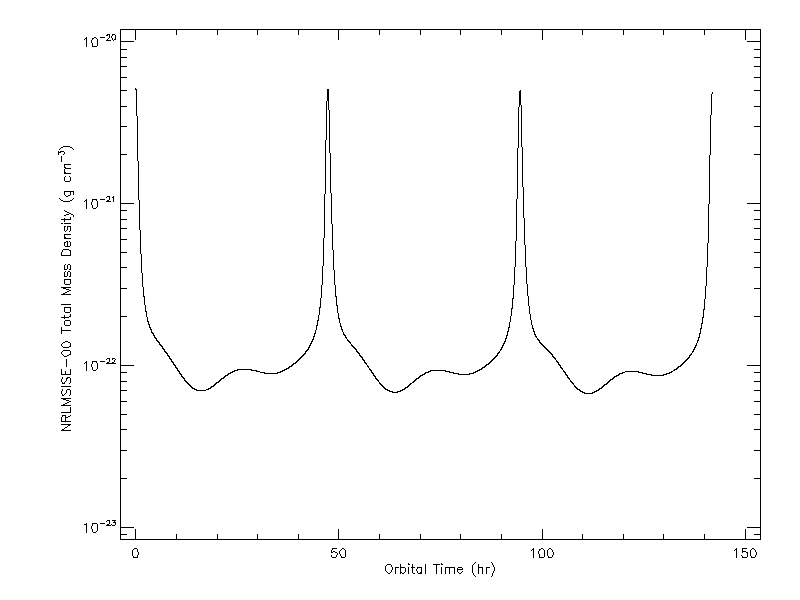 10⁻²⁰
10⁻²¹
10⁻²²
10⁻²³
NRLMSISE-00 Total Mass Density (g cm⁻³)
0 50 100 150
Orbital Time (hr)